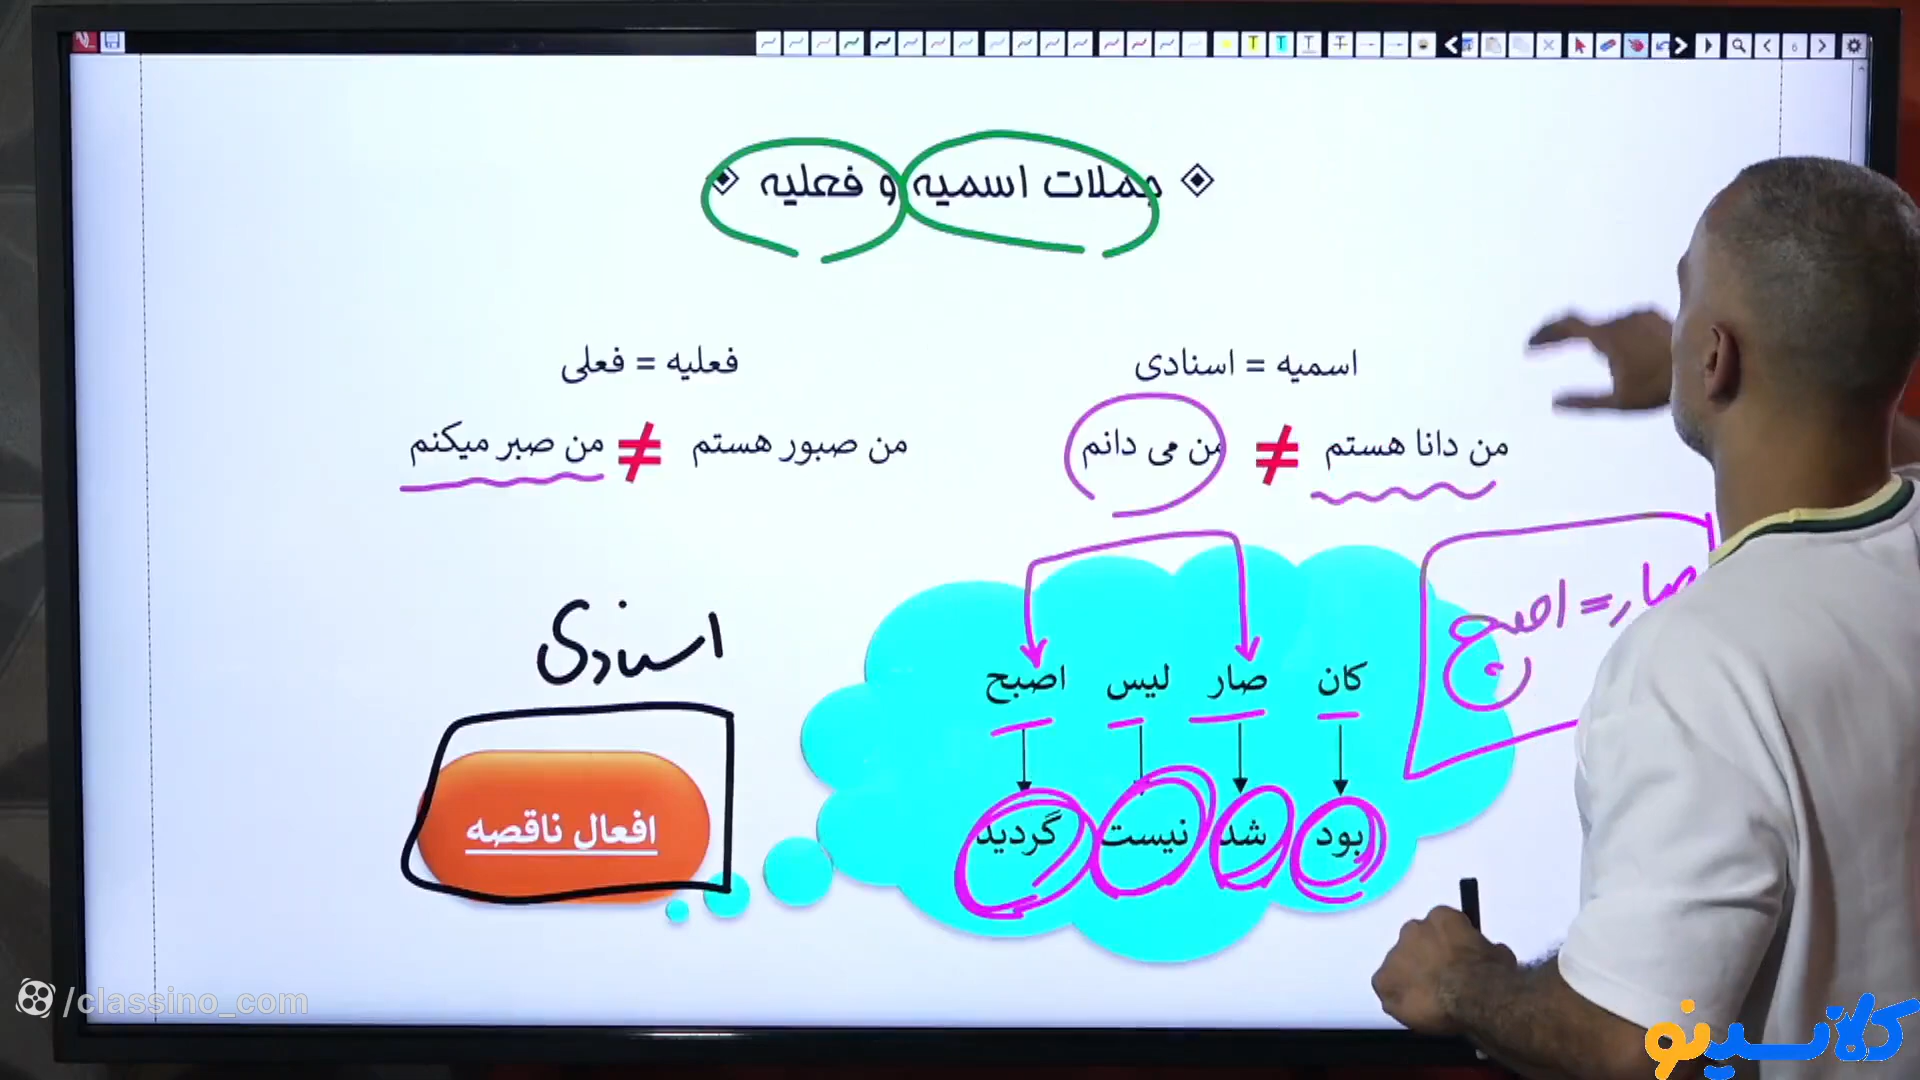 جملات اسمیه و فعلیه
اسمیه = اسنادی
فعلیه = فعلی
من دانا هستم ≠ من می دانم
من صبور هستم ≠ من صبر میکنم
صار = اصبح
اسنادی
کان صار لیس اصبح
بود شد نیست گردید
افعال ناقصه
/classino_com
کلاسینو
6